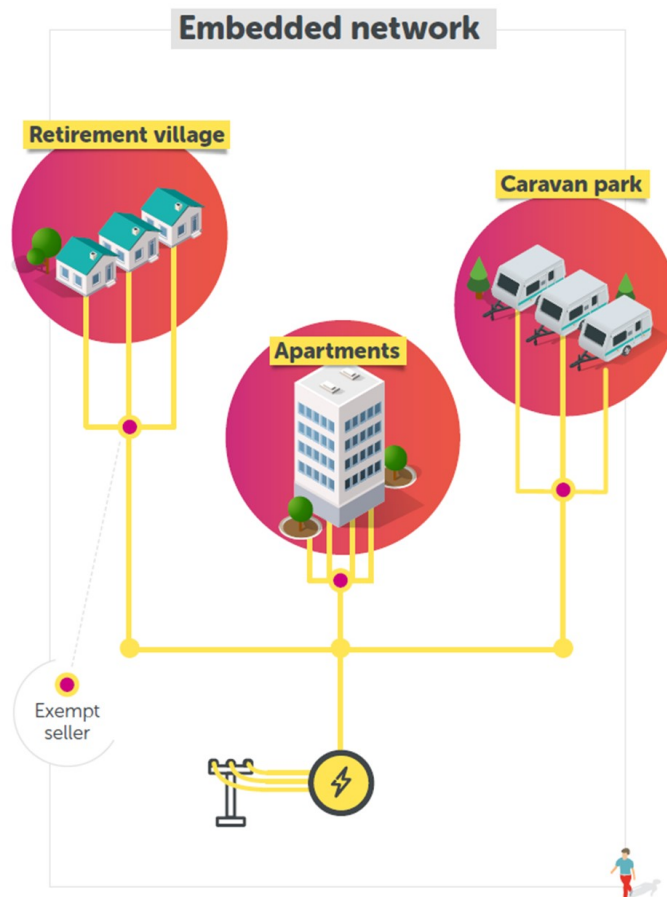 Embedded network
Retirement village
Caravan park
Apartments
Exempt
seller